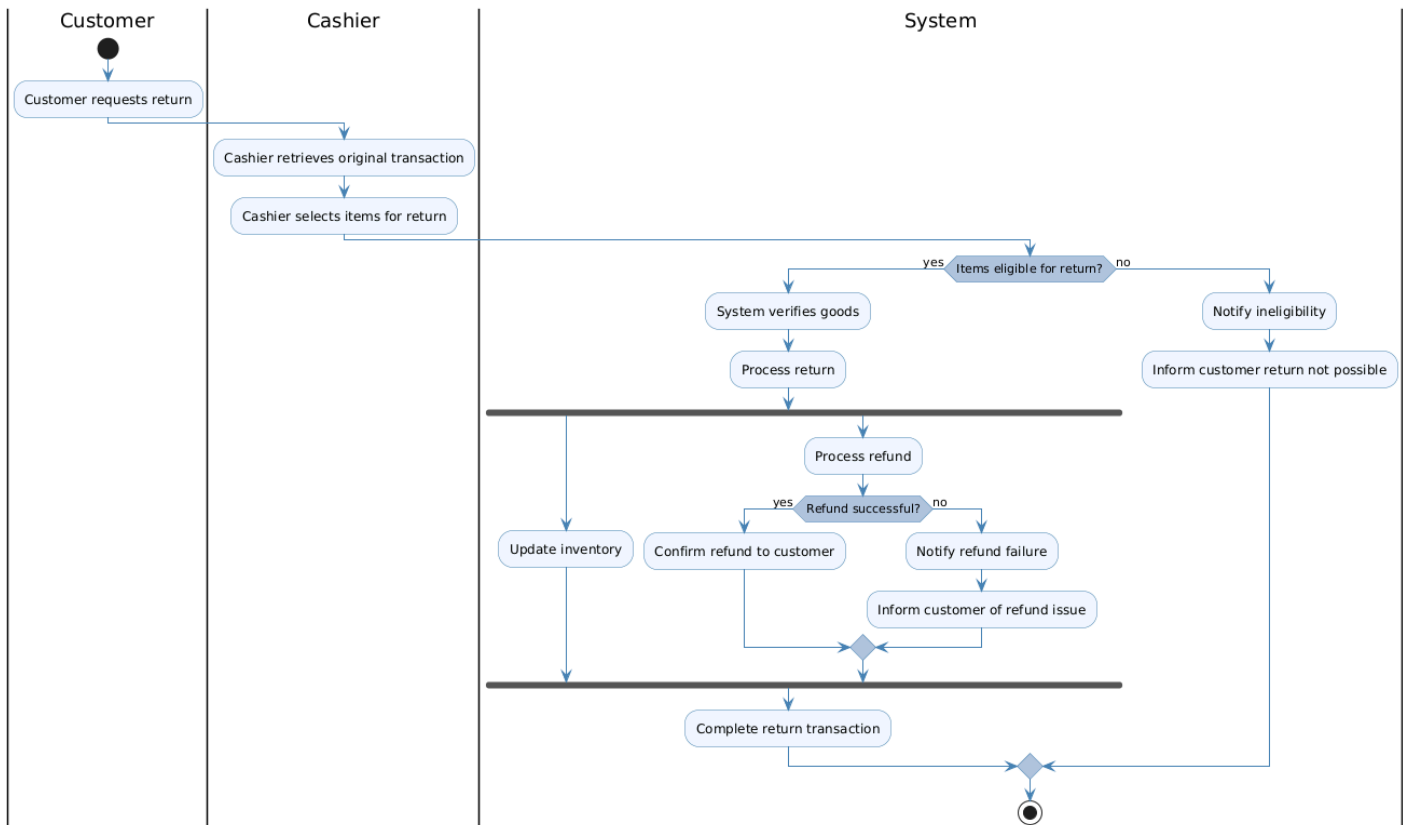 Customer
Cashier
System
Customer requests return
Cashier retrieves original transaction
Cashier selects items for return
Items eligible for return?
yes
no
System verifies goods
Notify ineligibility
Process return
Inform customer return not possible
Process refund
Refund successful?
yes
no
Update inventory
Confirm refund to customer
Notify refund failure
Inform customer of refund issue
Complete return transaction